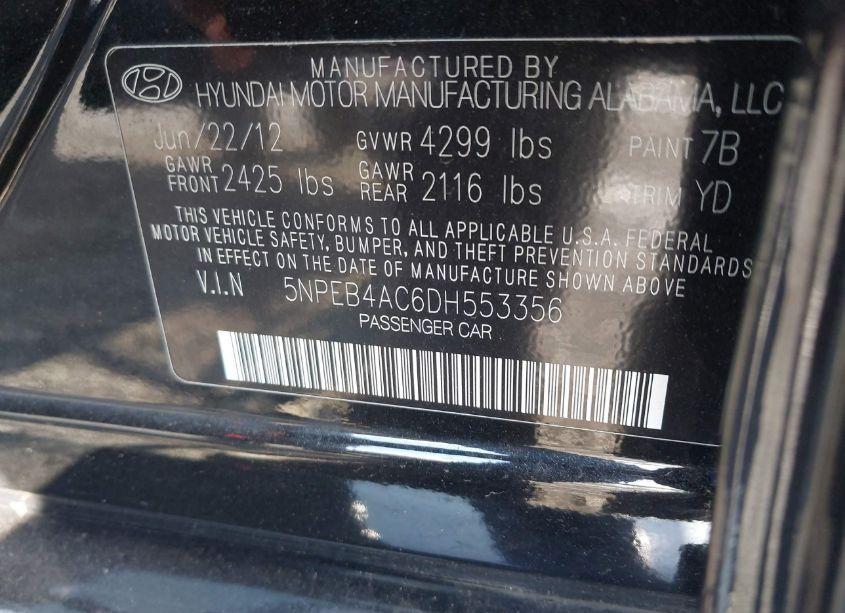 MANUFACTURED BY
HYUNDAI MOTOR MANUFACTURING ALABAMA, LLC
Jun/22/12 GVWR 4299 lbs PAINT 7B
GAWR FRONT 2425 lbs GAWR REAR 2116 lbs TRIM YD
THIS VEHICLE CONFORMS TO ALL APPLICABLE U.S.A. FEDERAL
MOTOR VEHICLE SAFETY, BUMPER, AND THEFT PREVENTION STANDARDS
IN EFFECT ON THE DATE OF MANUFACTURE SHOWN ABOVE
V.I.N 5NPEB4AC6DH553356
PASSENGER CAR